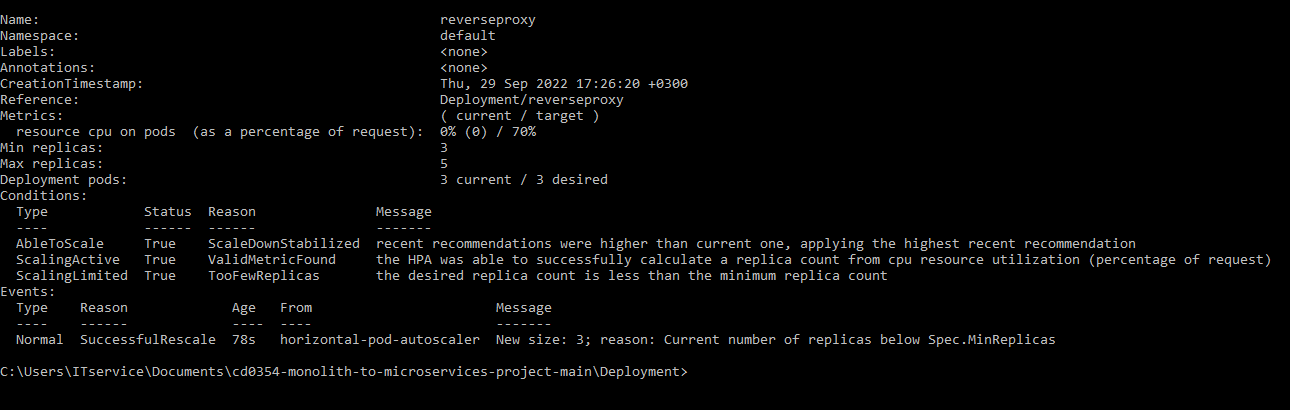 Name: reverseproxy
Namespace: default
Labels: <none>
Annotations: <none>
CreationTimestamp: Thu, 29 Sep 2022 17:26:20 +0300
Reference: Deployment/reverseproxy
Metrics: ( current / target )
resource cpu on pods  (as a percentage of request): 0% (0) / 70%
Min replicas: 3
Max replicas: 5
Deployment pods: 3 current / 3 desired
Conditions:
Type Status Reason Message
---- ------ ------ -------
AbleToScale True ScaleDownStabilized recent recommendations were higher than current one, applying the highest recent recommendation
ScalingActive True ValidMetricFound the HPA was able to successfully calculate a replica count from cpu resource utilization (percentage of request)
ScalingLimited True TooFewReplicas the desired replica count is less than the minimum replica count
Events:
Type Reason Age From Message
---- ------ ---- ---- -------
Normal SuccessfulRescale 78s horizontal-pod-autoscaler New size: 3; reason: Current number of replicas below Spec.MinReplicas
C:\Users\ITservice\Documents\cd0354-monolith-to-microservices-project-main\Deployment>